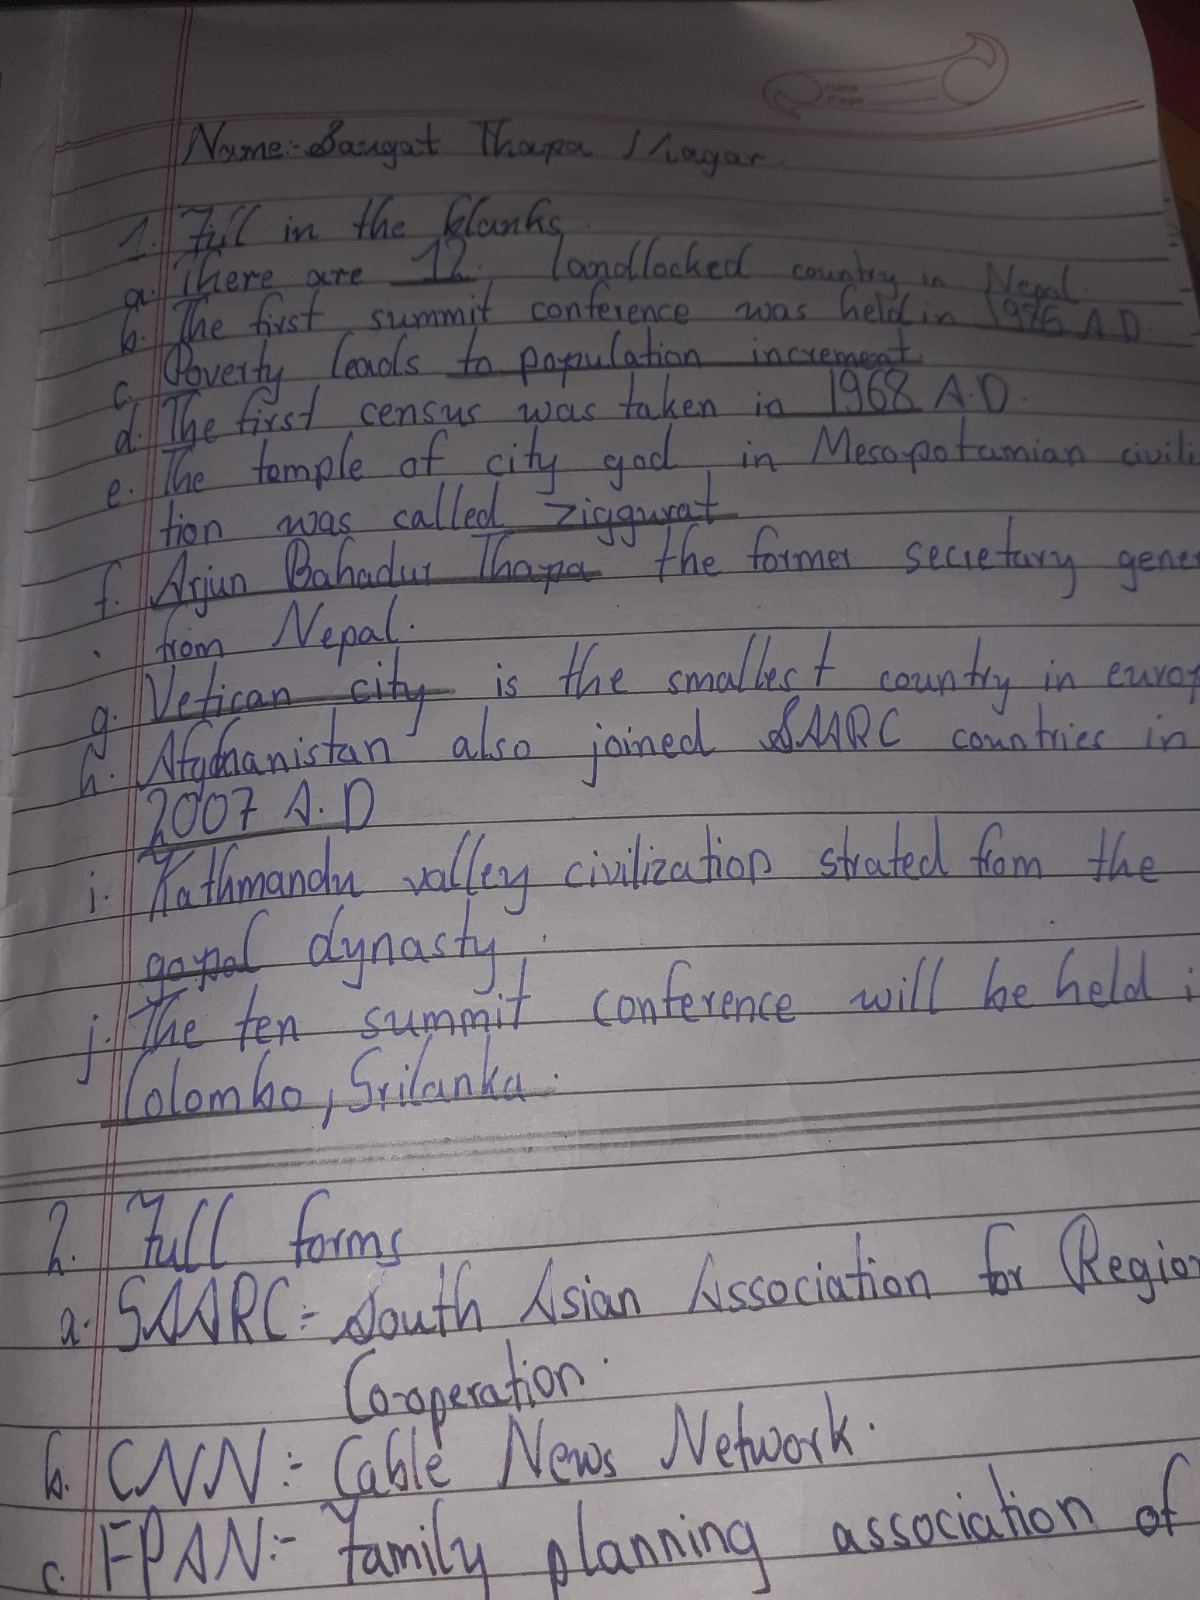 Name:- Saugat Thapa Magar.
1. Fill in the blanks.
a. There are 12 landlocked country in Nepal.
b. The first summit conference was held in A.D.
c. Poverty leads to population increment.
d. The first census was taken in 1968 A.D.
e. The temple of city god in Mesopotamian civili
tion was called ziggurat
f. Arjun Bahadur Thapa the former secretary gener
from Nepal.
g. Vetican city is the smallest country in europ
h. Afghanistan also joined SAARC countries in
2007 A.D
i. Kathmandu valley civilization strated from the
gopal dynasty.
j. The ten summit conference will be held i
Colombo, Srilanka.
2. Full forms
a. SAARC:- South Asian Association for Region
Co-operation.
b. CNN:- Cable News Network.
c. FPAN:- Family planning association of